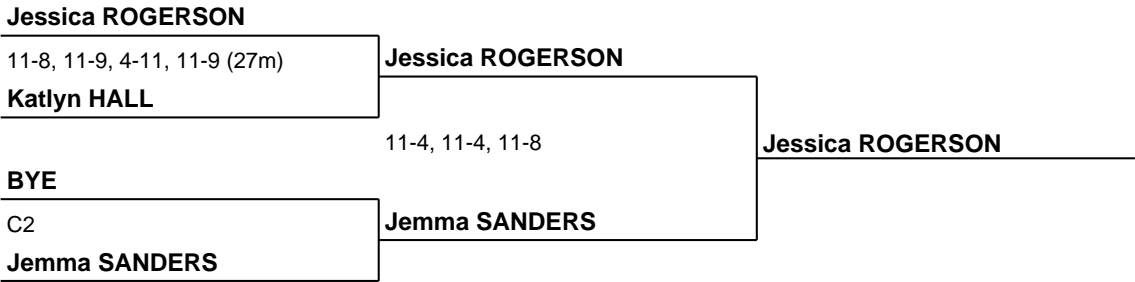 Jessica ROGERSON
11-8, 11-9, 4-11, 11-9 (27m)
Jessica ROGERSON
Katlyn HALL
11-4, 11-4, 11-8
Jessica ROGERSON
BYE
C2
Jemma SANDERS
Jemma SANDERS